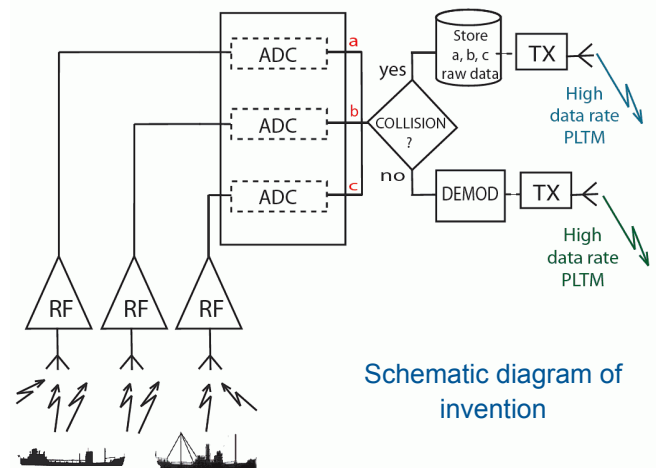 Store
a, b, c
raw data
TX
ADC
a
yes
High
data rate
PLTM
ADC
b
COLLISION
?
ADC
c
no
DEMOD
TX
High
data rate
PLTM
RF
RF
RF
Schematic diagram of
invention